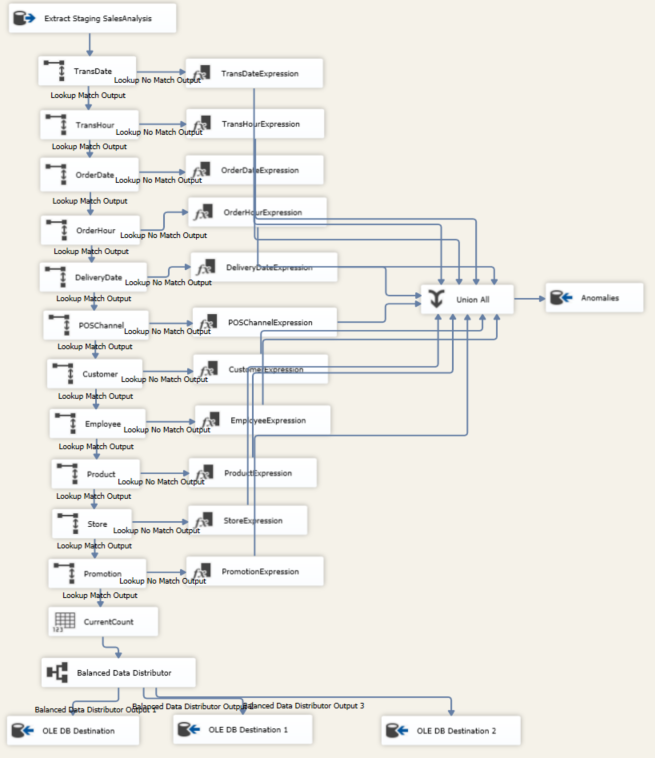 Extract Staging SalesAnalysis
TransDate
Lookup No Match Output
TransDateExpression
Lookup Match Output
TransHour
Lookup No Match Output
TransHourExpression
Lookup Match Output
OrderDate
Lookup No Match Output
OrderDateExpression
Lookup Match Output
OrderHour
Lookup No Match Output
OrderHourExpression
Lookup Match Output
DeliveryDate
Lookup No Match Output
DeliveryDateExpression
Lookup Match Output
Union All
Anomalies
POSChannel
Lookup No Match Output
POSChannelExpression
Lookup Match Output
Customer
Lookup No Match Output
CustomerExpression
Lookup Match Output
Employee
Lookup No Match Output
EmployeeExpression
Lookup Match Output
Product
Lookup No Match Output
ProductExpression
Lookup Match Output
Store
Lookup No Match Output
StoreExpression
Lookup Match Output
Promotion
Lookup No Match Output
PromotionExpression
Lookup Match Output
CurrentCount
Balanced Data Distributor
Balanced Data Distributor Output 1
Balanced Data Distributor Output
Balanced Data Distributor Output 3
OLE DB Destination
OLE DB Destination 1
OLE DB Destination 2